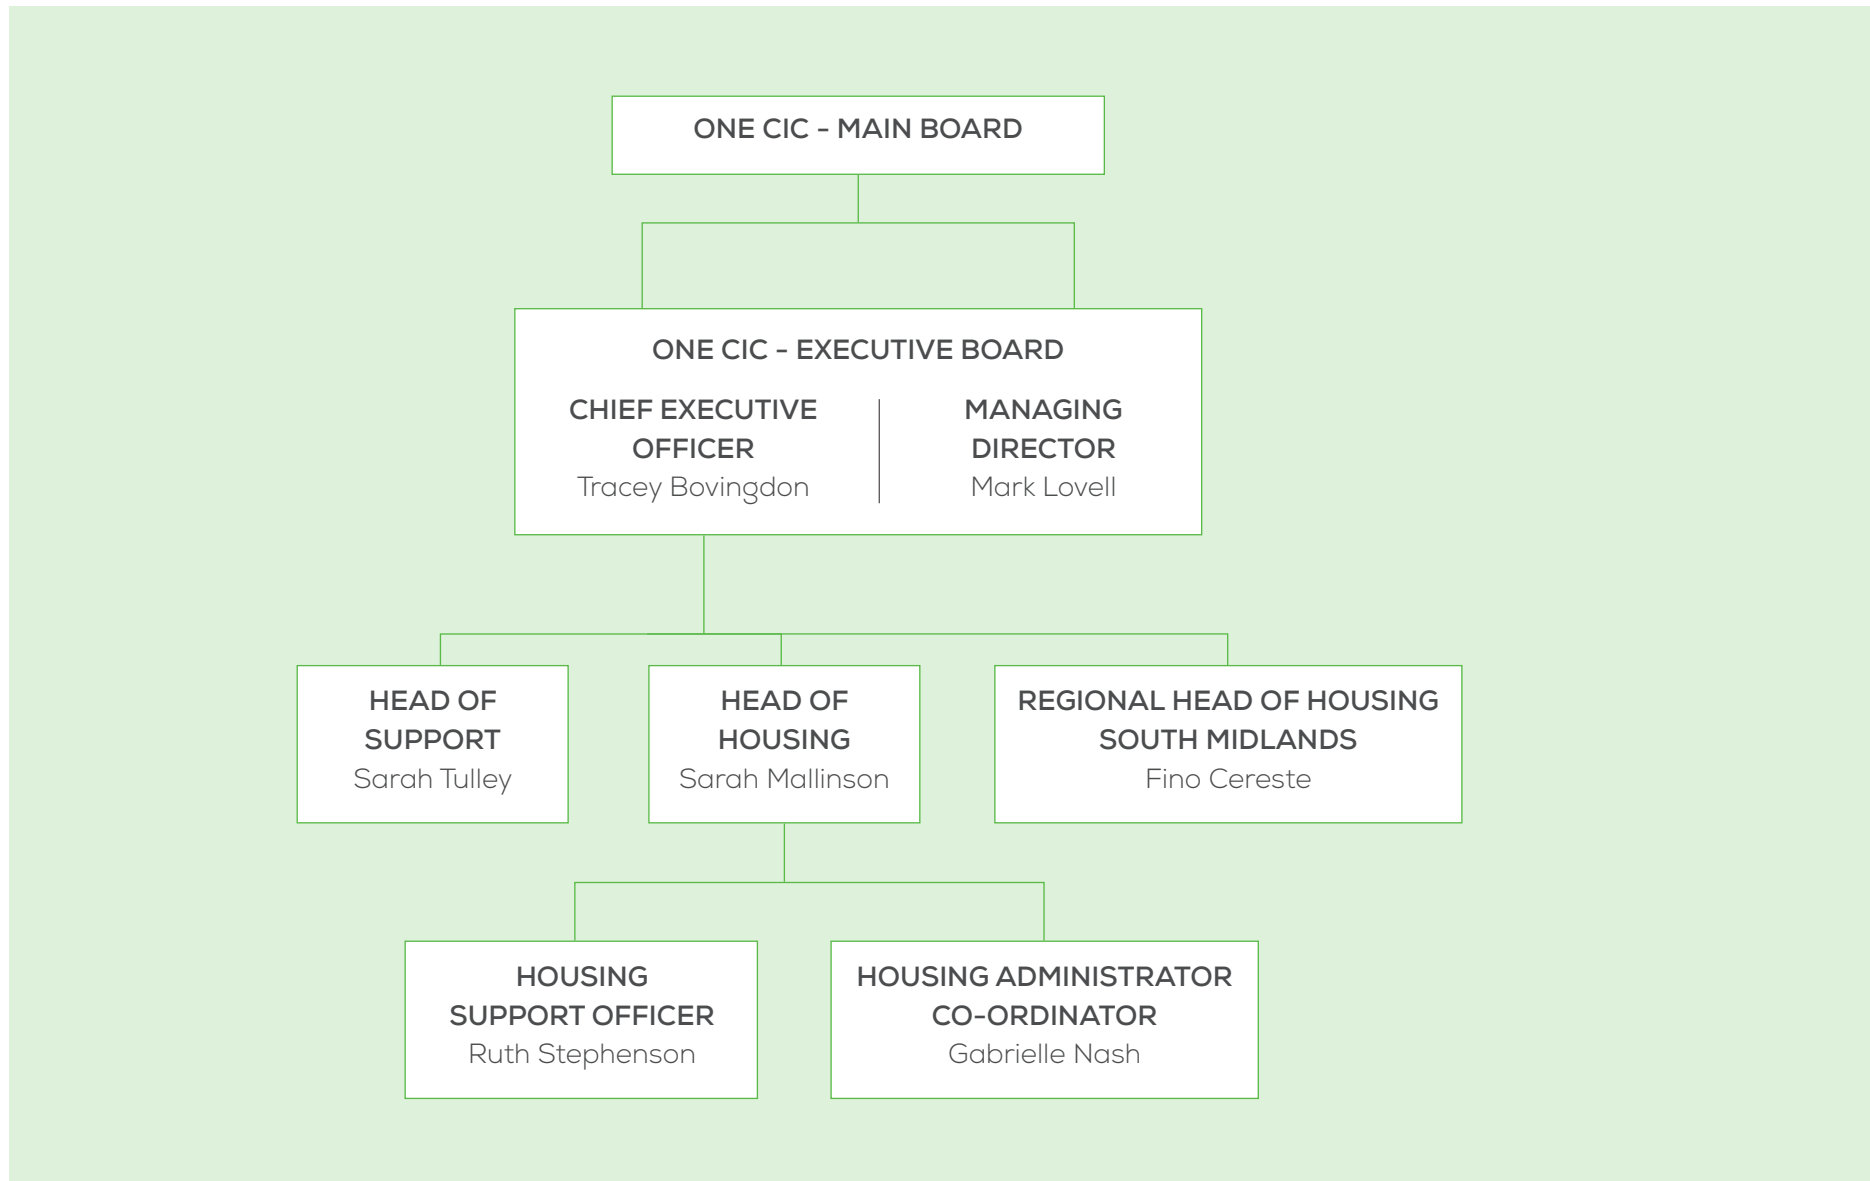 ONE CIC - MAIN BOARD
ONE CIC - EXECUTIVE BOARD
CHIEF EXECUTIVE
OFFICER
Tracey Bovingdon
MANAGING
DIRECTOR
Mark Lovell
HEAD OF
SUPPORT
Sarah Tulley
HEAD OF
HOUSING
Sarah Mallinson
REGIONAL HEAD OF HOUSING
SOUTH MIDLANDS
Fino Cereste
HOUSING
SUPPORT OFFICER
Ruth Stephenson
HOUSING ADMINISTRATOR
CO-ORDINATOR
Gabrielle Nash